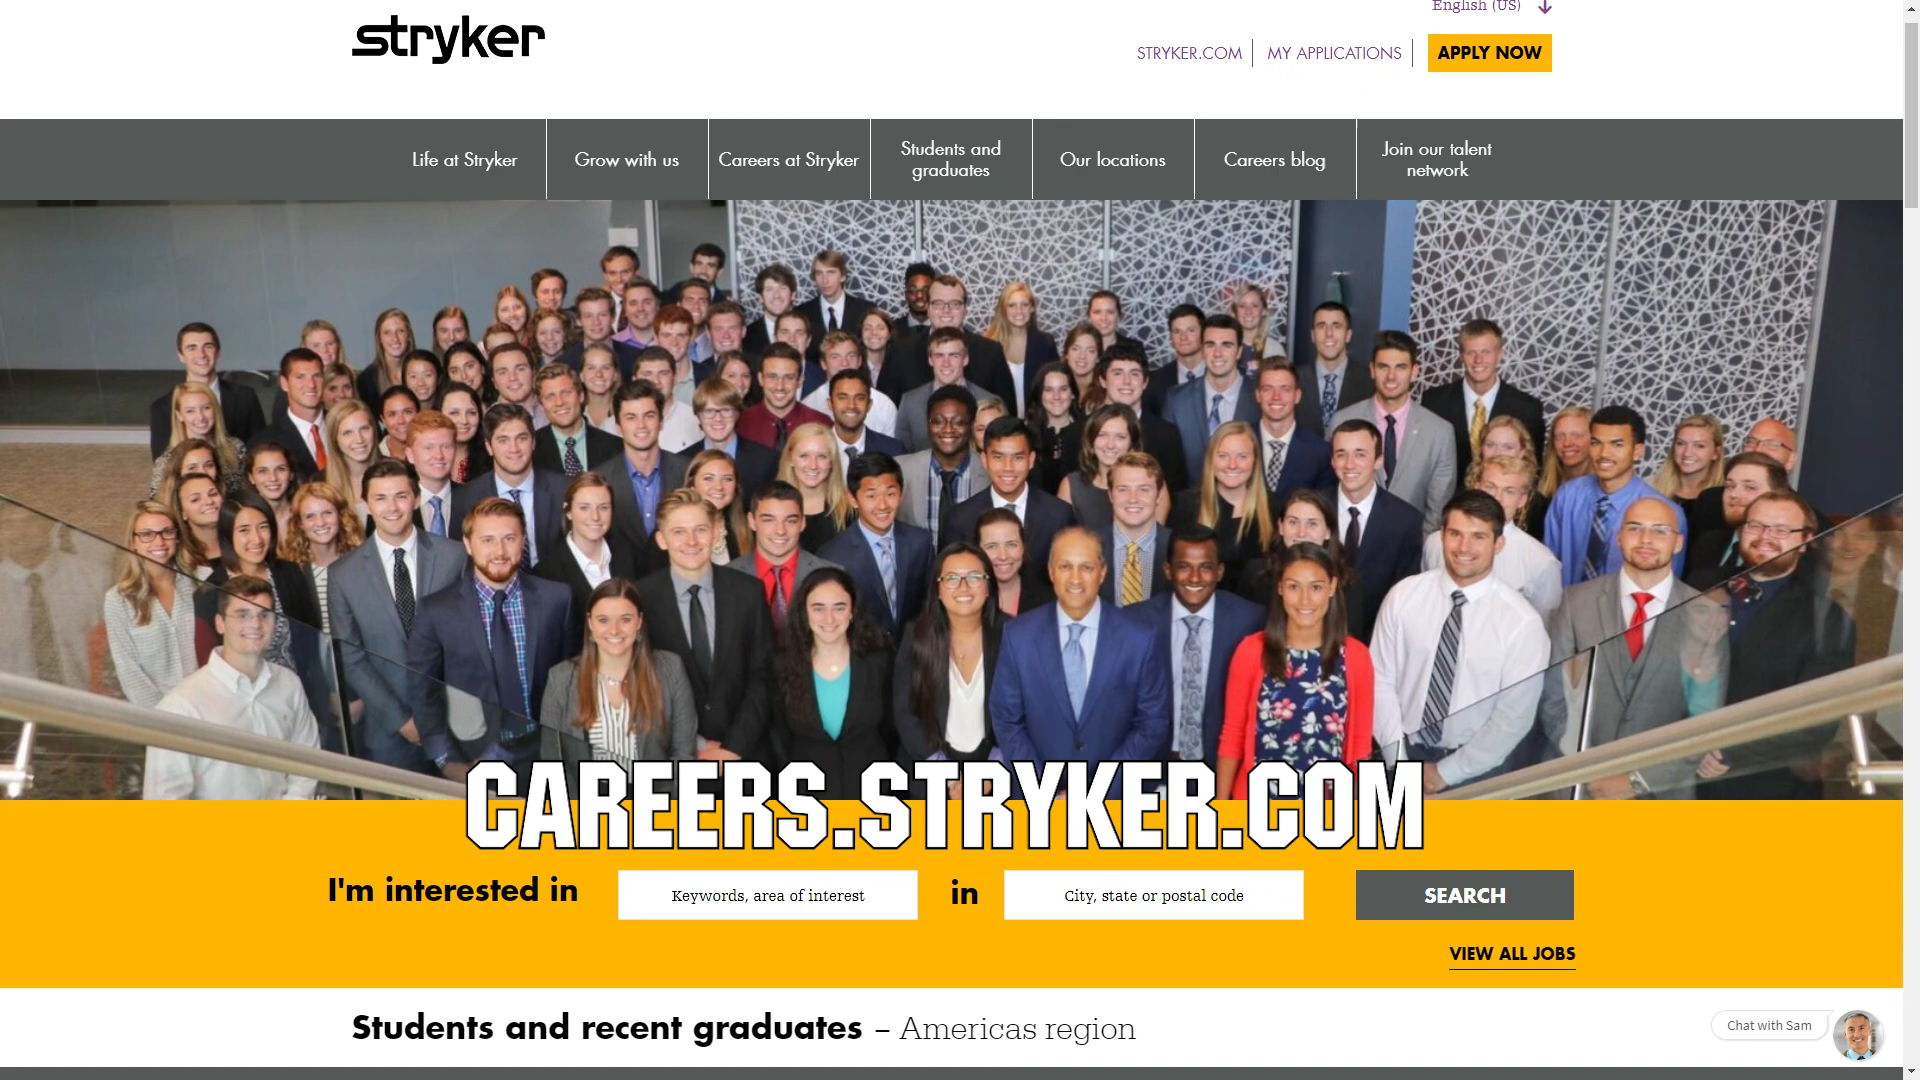 English (US)
stryker
STRYKER.COM
MY APPLICATIONS
APPLY NOW
Life at Stryker
Grow with us
Careers at Stryker
Students and
graduates
Our locations
Careers blog
Join our talent
network
CAREERS.STRYKER.COM
I'm interested in
Keywords, area of interest
in
City, state or postal code
SEARCH
VIEW ALL JOBS
Students and recent graduates – Americas region
Chat with Sam